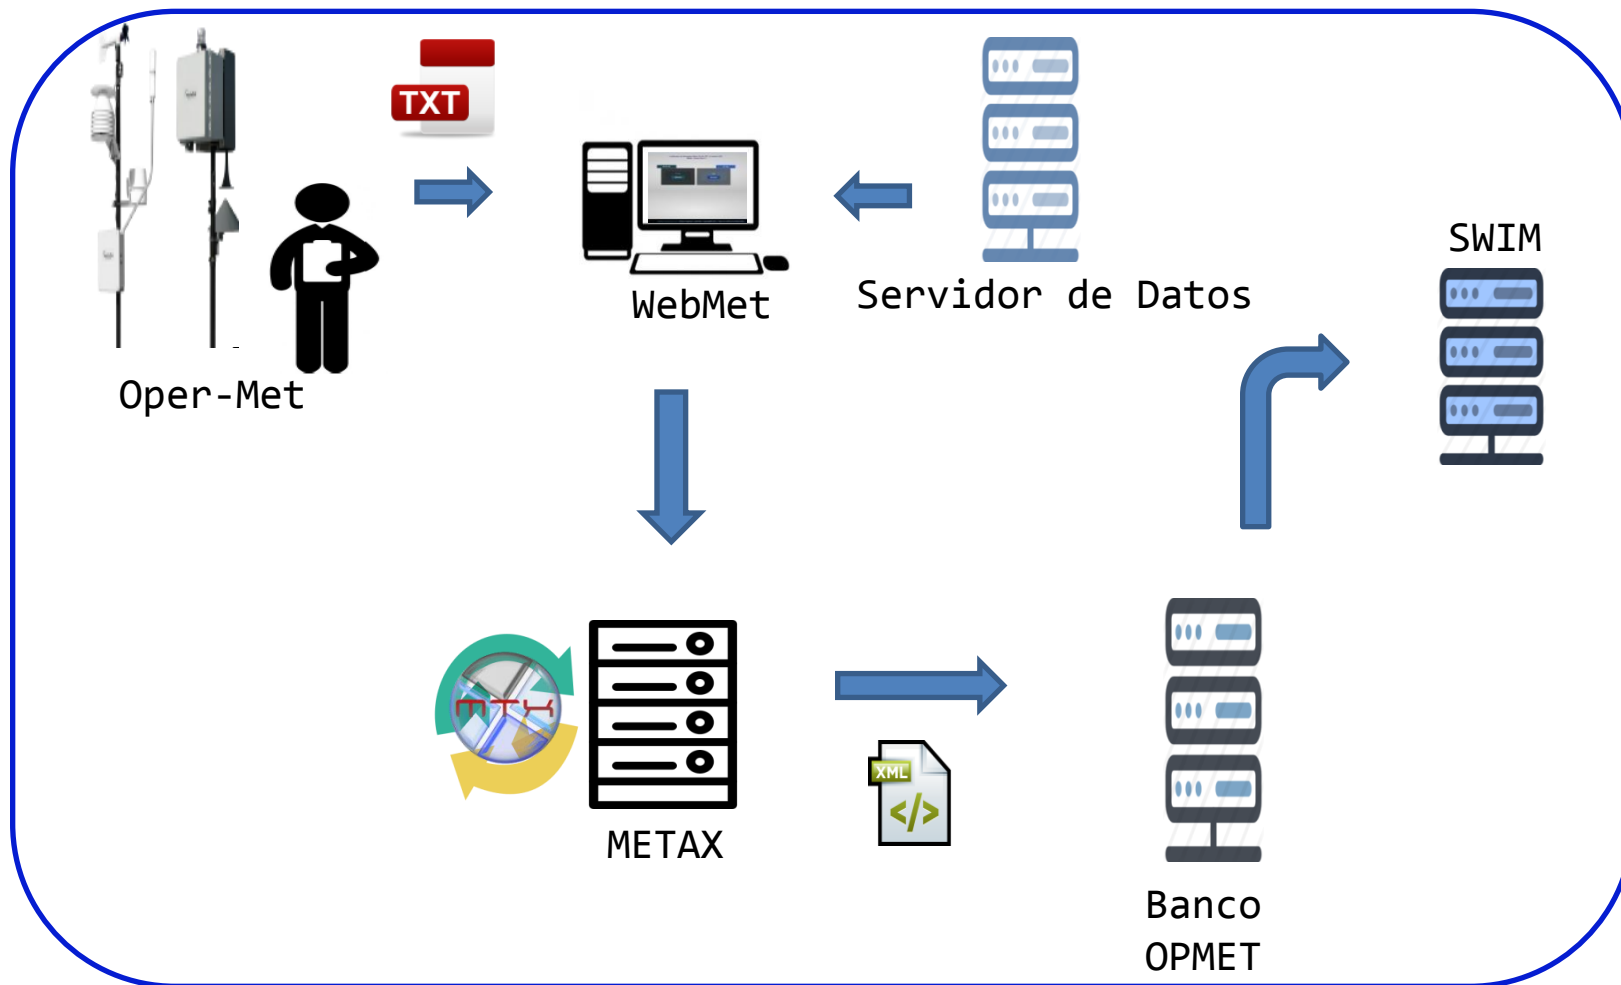 TXT
SWIM
WebMet
Servidor de Datos
Oper-Met
XML
</>
METAX
Banco
OPMET